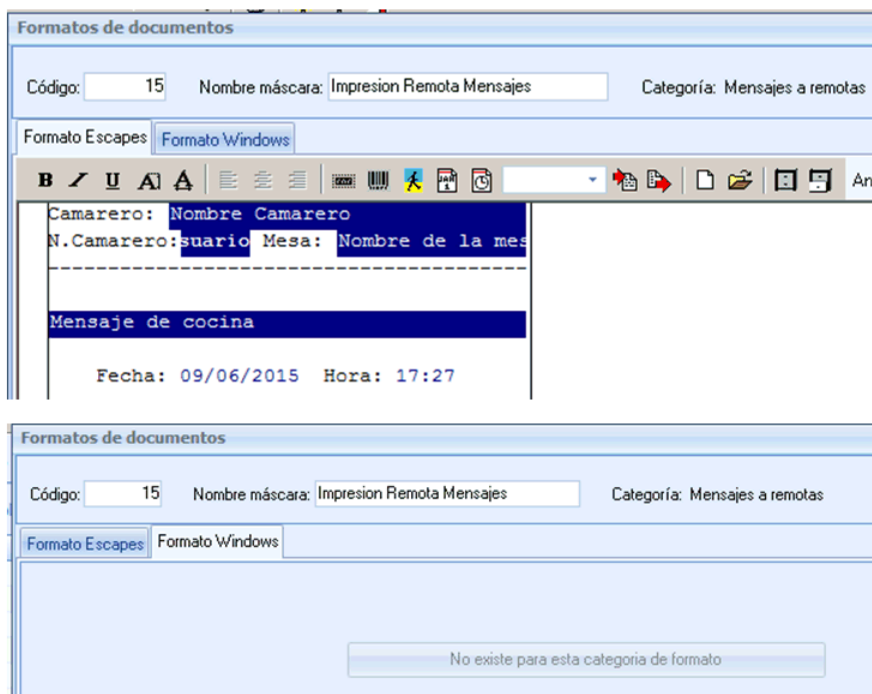 Formatos de documentos
Código: 15 Nombre máscara: Impresion Remota Mensajes Categoría: Mensajes a remotas
Formato Escapes Formato Windows
B I U A A An
Camarero: Nombre Camarero
N.Camarero:suario Mesa: Nombre de la mes
-----------------------------------------
Mensaje de cocina
Fecha: 09/06/2015 Hora: 17:27
Formatos de documentos
Código: 15 Nombre máscara: Impresion Remota Mensajes Categoría: Mensajes a remotas
Formato Escapes Formato Windows
No existe para esta categoria de formato